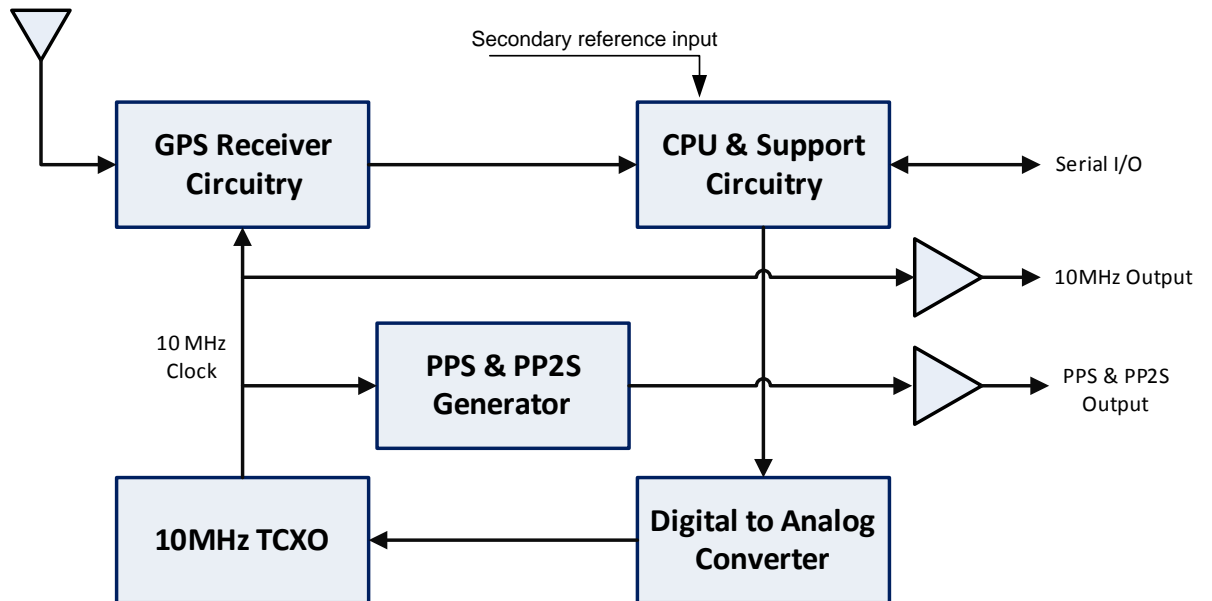 Secondary reference input
GPS Receiver
Circuitry
CPU & Support
Circuitry
Serial I/O
10MHz Output
10 MHz
Clock
PPS & PP2S
Generator
PPS & PP2S
Output
10MHz TCXO
Digital to Analog
Converter